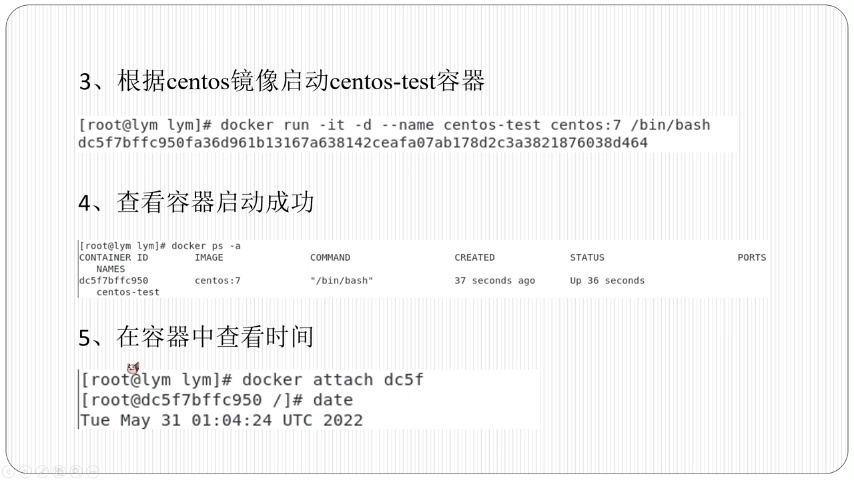 3、根据centos镜像启动centos-test容器
[root@lym lym]# docker run -it -d --name centos-test centos:7 /bin/bash
dc5f7bffc950fa36d961b13167a638142ceafa07ab178d2c3a3821876038d464
4、查看容器启动成功
[root@lym lym]# docker ps -a
CONTAINER ID IMAGE COMMAND CREATED STATUS PORTS
NAMES
dc5f7bffc950 centos:7 "/bin/bash" 37 seconds ago Up 36 seconds
centos-test
5、在容器中查看时间
[root@lym lym]# docker attach dc5f
[root@dc5f7bffc950 /]# date
Tue May 31 01:04:24 UTC 2022